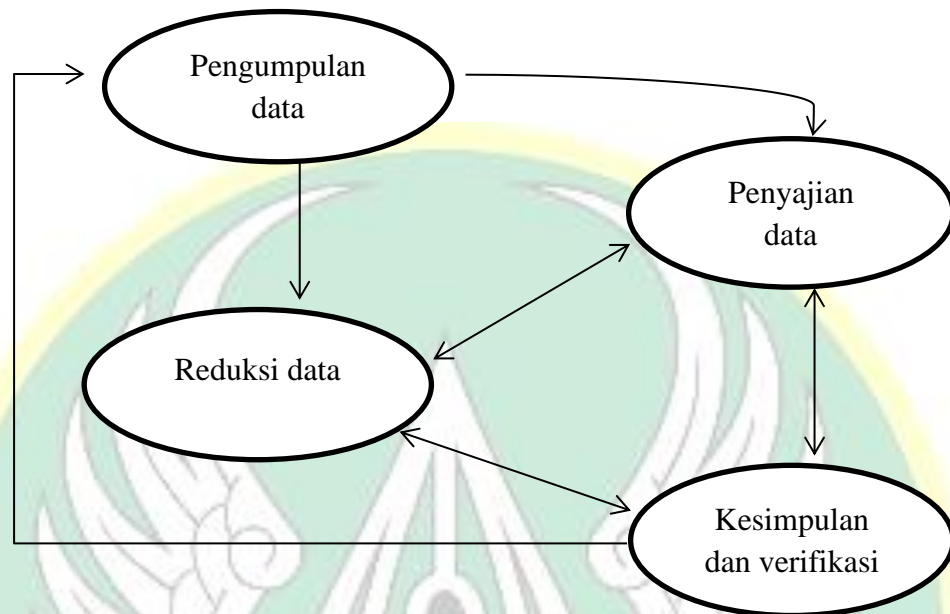 Pengumpulan
data
Penyajian
data
Reduksi data
Kesimpulan
dan verifikasi